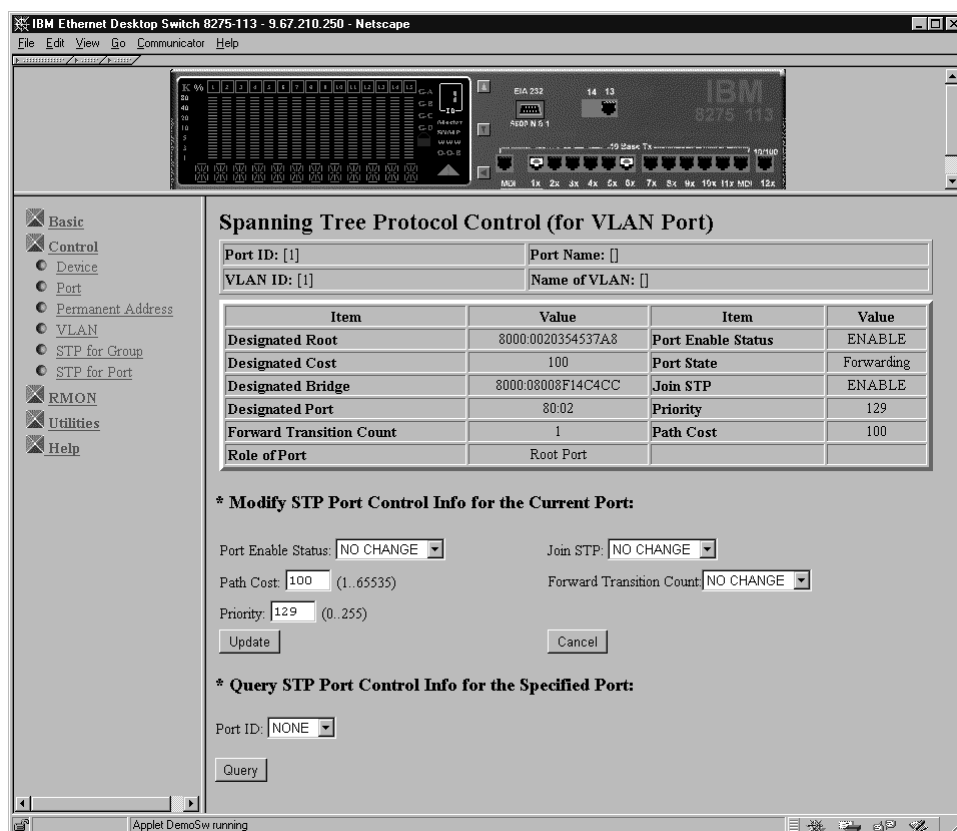 IBM Ethernet Desktop Switch 8275-113 - 9.67.210.250 - Netscape
File Edit View Go Communicator Help
K %
EIA 232
14 13
IBM
8275 113
-10 Base Tx
10/100
MDI 1x 2x 3x 4x 5x 6x 7x 8x 9x 10x 11x MDI 12x
Basic
Control
Device
Port
Permanent Address
VLAN
STP for Group
STP for Port
RMON
Utilities
Help
Spanning Tree Protocol Control (for VLAN Port)
Port ID: [1] Port Name: []
VLAN ID: [1] Name of VLAN: []
Item Value Item Value
Designated Root 8000:0020354537A8 Port Enable Status ENABLE
Designated Cost 100 Port State Forwarding
Designated Bridge 8000:08008F14C4CC Join STP ENABLE
Designated Port 80:02 Priority 129
Forward Transition Count 1 Path Cost 100
Role of Port Root Port
* Modify STP Port Control Info for the Current Port:
Port Enable Status: NO CHANGE Join STP: NO CHANGE
Path Cost: 100 (1..65535) Forward Transition Count: NO CHANGE
Priority: 129 (0..255)
Update Cancel
* Query STP Port Control Info for the Specified Port:
Port ID: NONE
Query
Applet DemoSw running